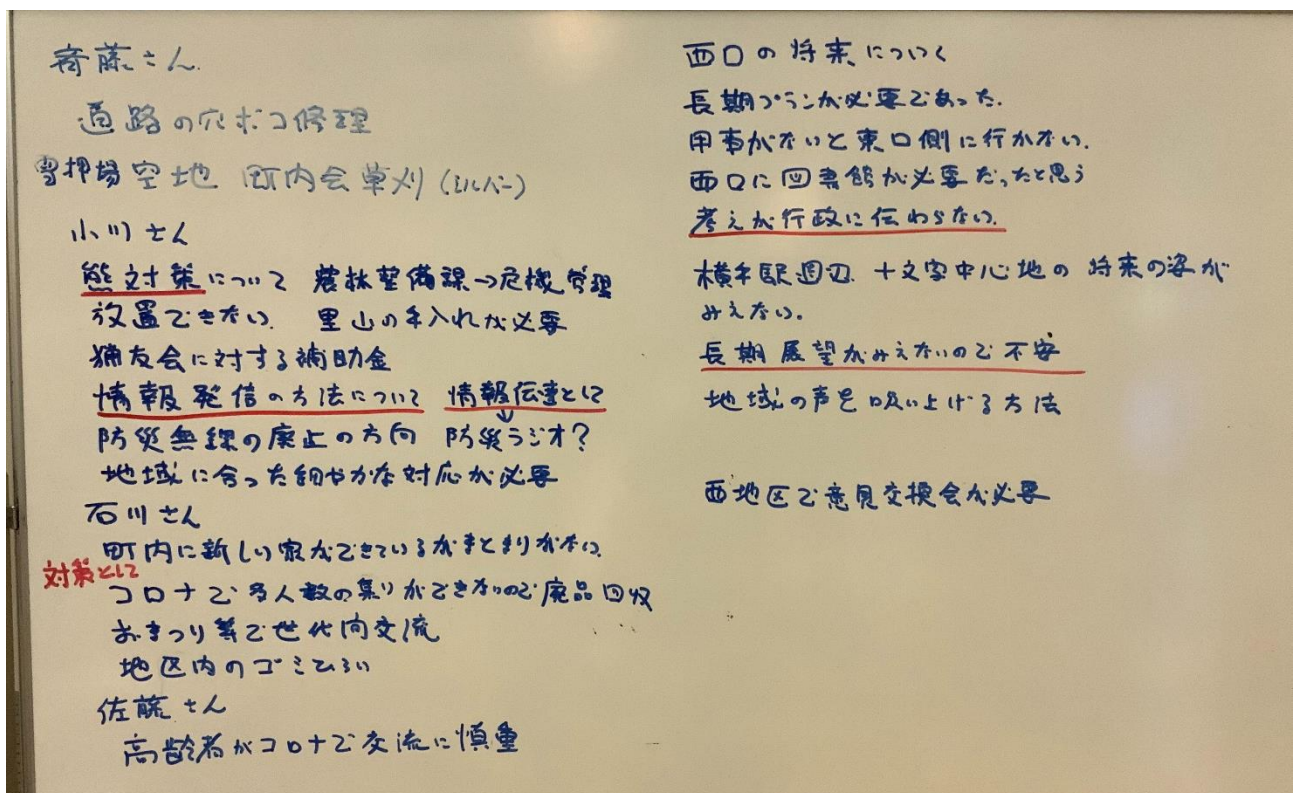 斉藤さん
道路の穴ボコ修理
雪押場 空地 町内会草刈(シルバー)
小川さん
熊対策について 農林整備課→危機管理
放置できない 里山の手入れが必要
猟友会に対する補助金
情報発信の方法について 情報伝達として
↓
防災無線の廃止の方向 防災ラジオ?
地域に合った細やかな対応が必要
石川さん
町内に新しい家ができているがまとまりがない
対策として
コロナで多人数の集りができないので廃品回収
おまつり等で世代間交流
地区内のゴミひろい
佐藤さん
高齢者がコロナで交流に慎重
西口の将来について
長期プランが必要であった.
用事がないと東口側に行かない.
西口に図書館が必要だったと思う
考えが行政に伝わらない.
横手駅周辺 十文字中心地の将来の姿が
みえない。
長期展望がみえないので不安
地域の声を吸い上げる方法
西地区で意見交換会が必要